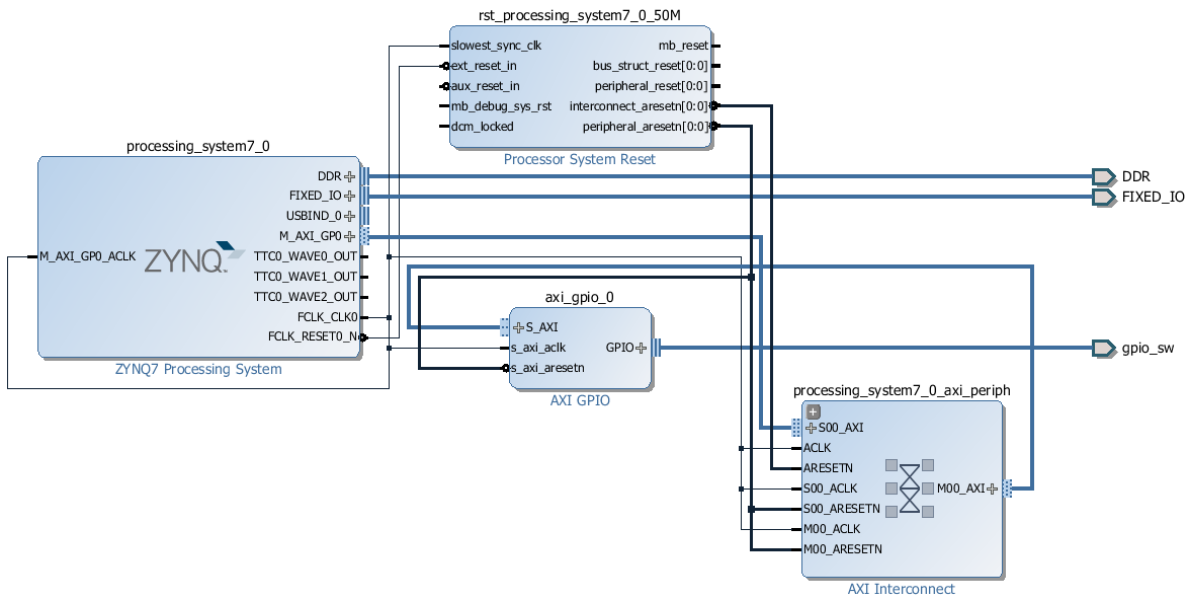 rst_processing_system7_0_50M
slowest_sync_clk
ext_reset_in
aux_reset_in
mb_debug_sys_rst
dcm_locked
mb_reset
bus_struct_reset[0:0]
peripheral_reset[0:0]
interconnect_aresetn[0:0]
peripheral_aresetn[0:0]
Processor System Reset
processing_system7_0
M_AXI_GP0_ACLK
ZYNQ
DDR
FIXED_IO
USBIND_0
M_AXI_GP0
TTC0_WAVE0_OUT
TTC0_WAVE1_OUT
TTC0_WAVE2_OUT
FCLK_CLK0
FCLK_RESET0_N
ZYNQ7 Processing System
DDR
FIXED_IO
axi_gpio_0
S_AXI
s_axi_aclk
s_axi_aresetn
GPIO
AXI GPIO
gpio_sw
processing_system7_0_axi_periph
S00_AXI
ACLK
ARESETN
S00_ACLK
S00_ARESETN
M00_ACLK
M00_ARESETN
M00_AXI
AXI Interconnect